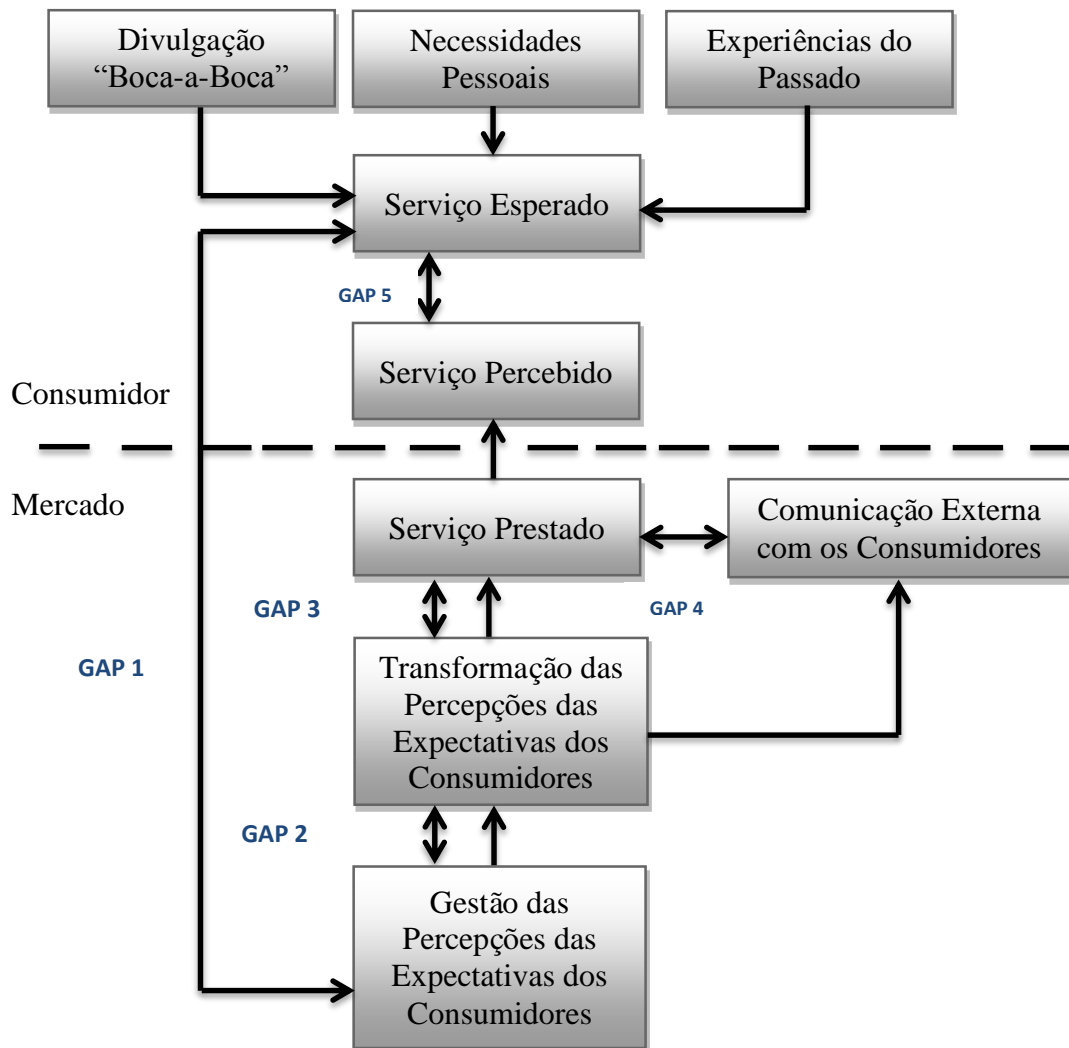 Divulgação
“Boca-a-Boca”
Necessidades
Pessoais
Experiências do
Passado
Serviço Esperado
GAP 5
Serviço Percebido
Consumidor
Mercado
Serviço Prestado
Comunicação Externa
com os Consumidores
GAP 3
GAP 4
GAP 1
Transformação das
Percepções das
Expectativas dos
Consumidores
GAP 2
Gestão das
Percepções das
Expectativas dos
Consumidores